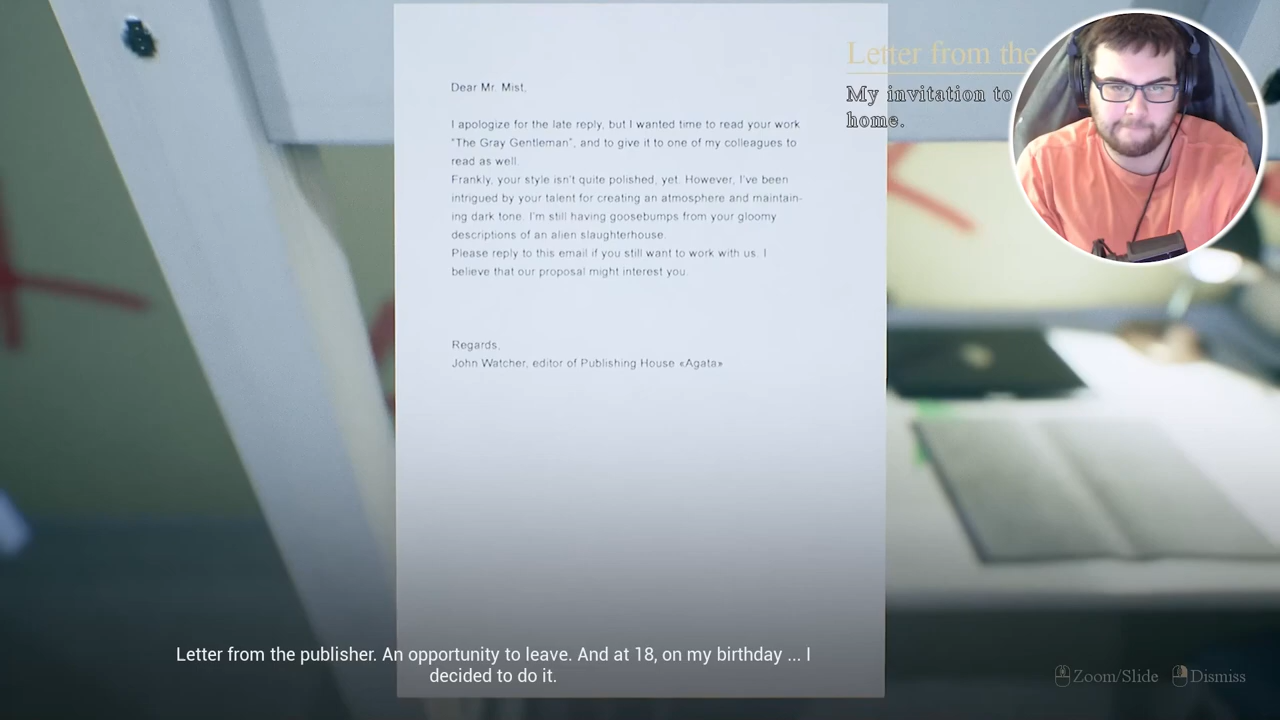 Letter from the
My invitation to
home.
Dear Mr. Mist,
I apologize for the late reply, but I wanted time to read your work
"The Gray Gentleman", and to give it to one of my colleagues to
read as well.
Frankly, your style isn't quite polished, yet. However, I've been
intrigued by your talent for creating an atmosphere and maintain-
ing dark tone. I'm still having goosebumps from your gloomy
descriptions of an alien slaughterhouse.
Please reply to this email if you still want to work with us. I
believe that our proposal might interest you.
Regards,
John Watcher, editor of Publishing House «Agata»
Letter from the publisher. An opportunity to leave. And at 18, on my birthday ... I
decided to do it.
Zoom/Slide Dismiss